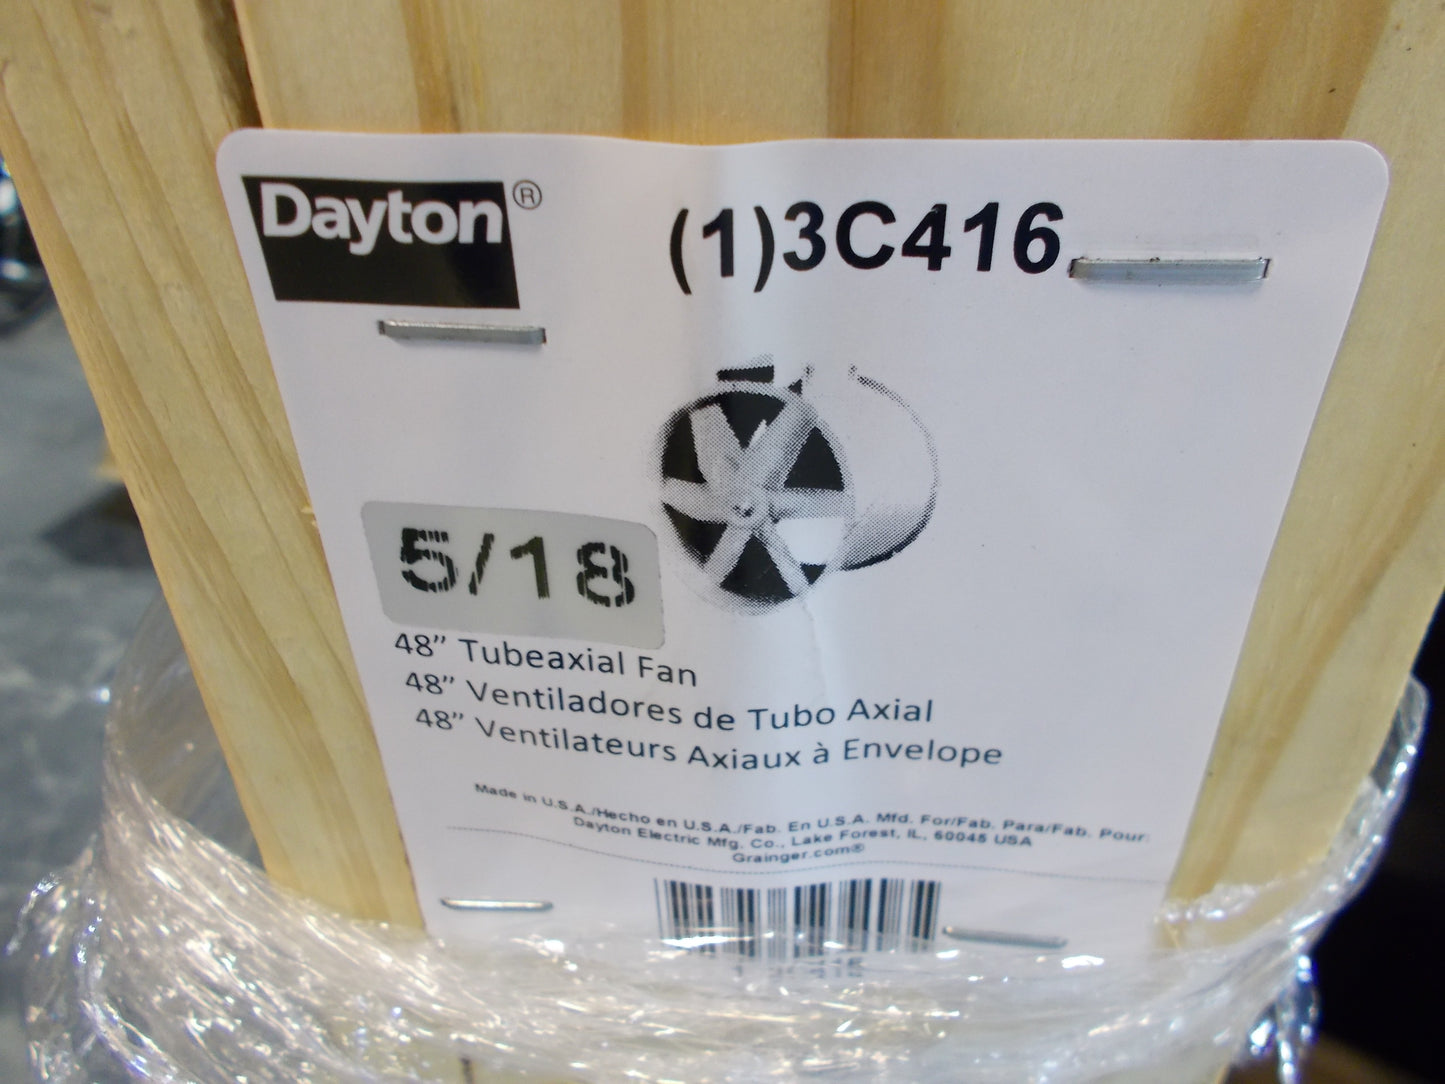 Dayton®
(1)3C416
5/18
48” Tubeaxial Fan
48” Ventiladores de Tubo Axial
48” Ventilateurs Axiaux à Envelope
Made in U.S.A./Hecho en U.S.A./Fab. En U.S.A. Mfd. For/Fab. Para/Fab. Pour:
Dayton Electric Mfg. Co., Lake Forest, IL, 60045 USA
Grainger.com®